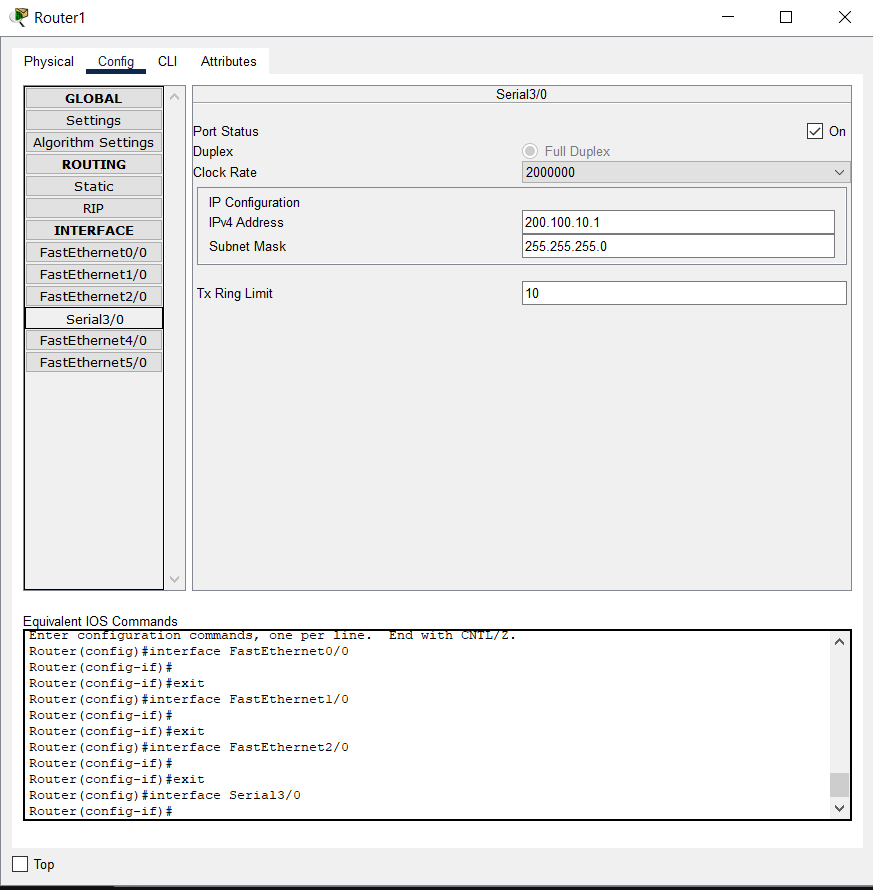 Router1
Physical Config CLI Attributes
GLOBAL
Settings
Algorithm Settings
ROUTING
Static
RIP
INTERFACE
FastEthernet0/0
FastEthernet1/0
FastEthernet2/0
Serial3/0
FastEthernet4/0
FastEthernet5/0
Serial3/0
Port Status On
Duplex Full Duplex
Clock Rate 2000000
IP Configuration
IPv4 Address 200.100.10.1
Subnet Mask 255.255.255.0
Tx Ring Limit 10
Equivalent IOS Commands
Enter configuration commands, one per line.  End with CNTL/Z.
Router(config)#interface FastEthernet0/0
Router(config-if)#
Router(config-if)#exit
Router(config)#interface FastEthernet1/0
Router(config-if)#
Router(config-if)#exit
Router(config)#interface FastEthernet2/0
Router(config-if)#
Router(config-if)#exit
Router(config)#interface Serial3/0
Router(config-if)#
Top